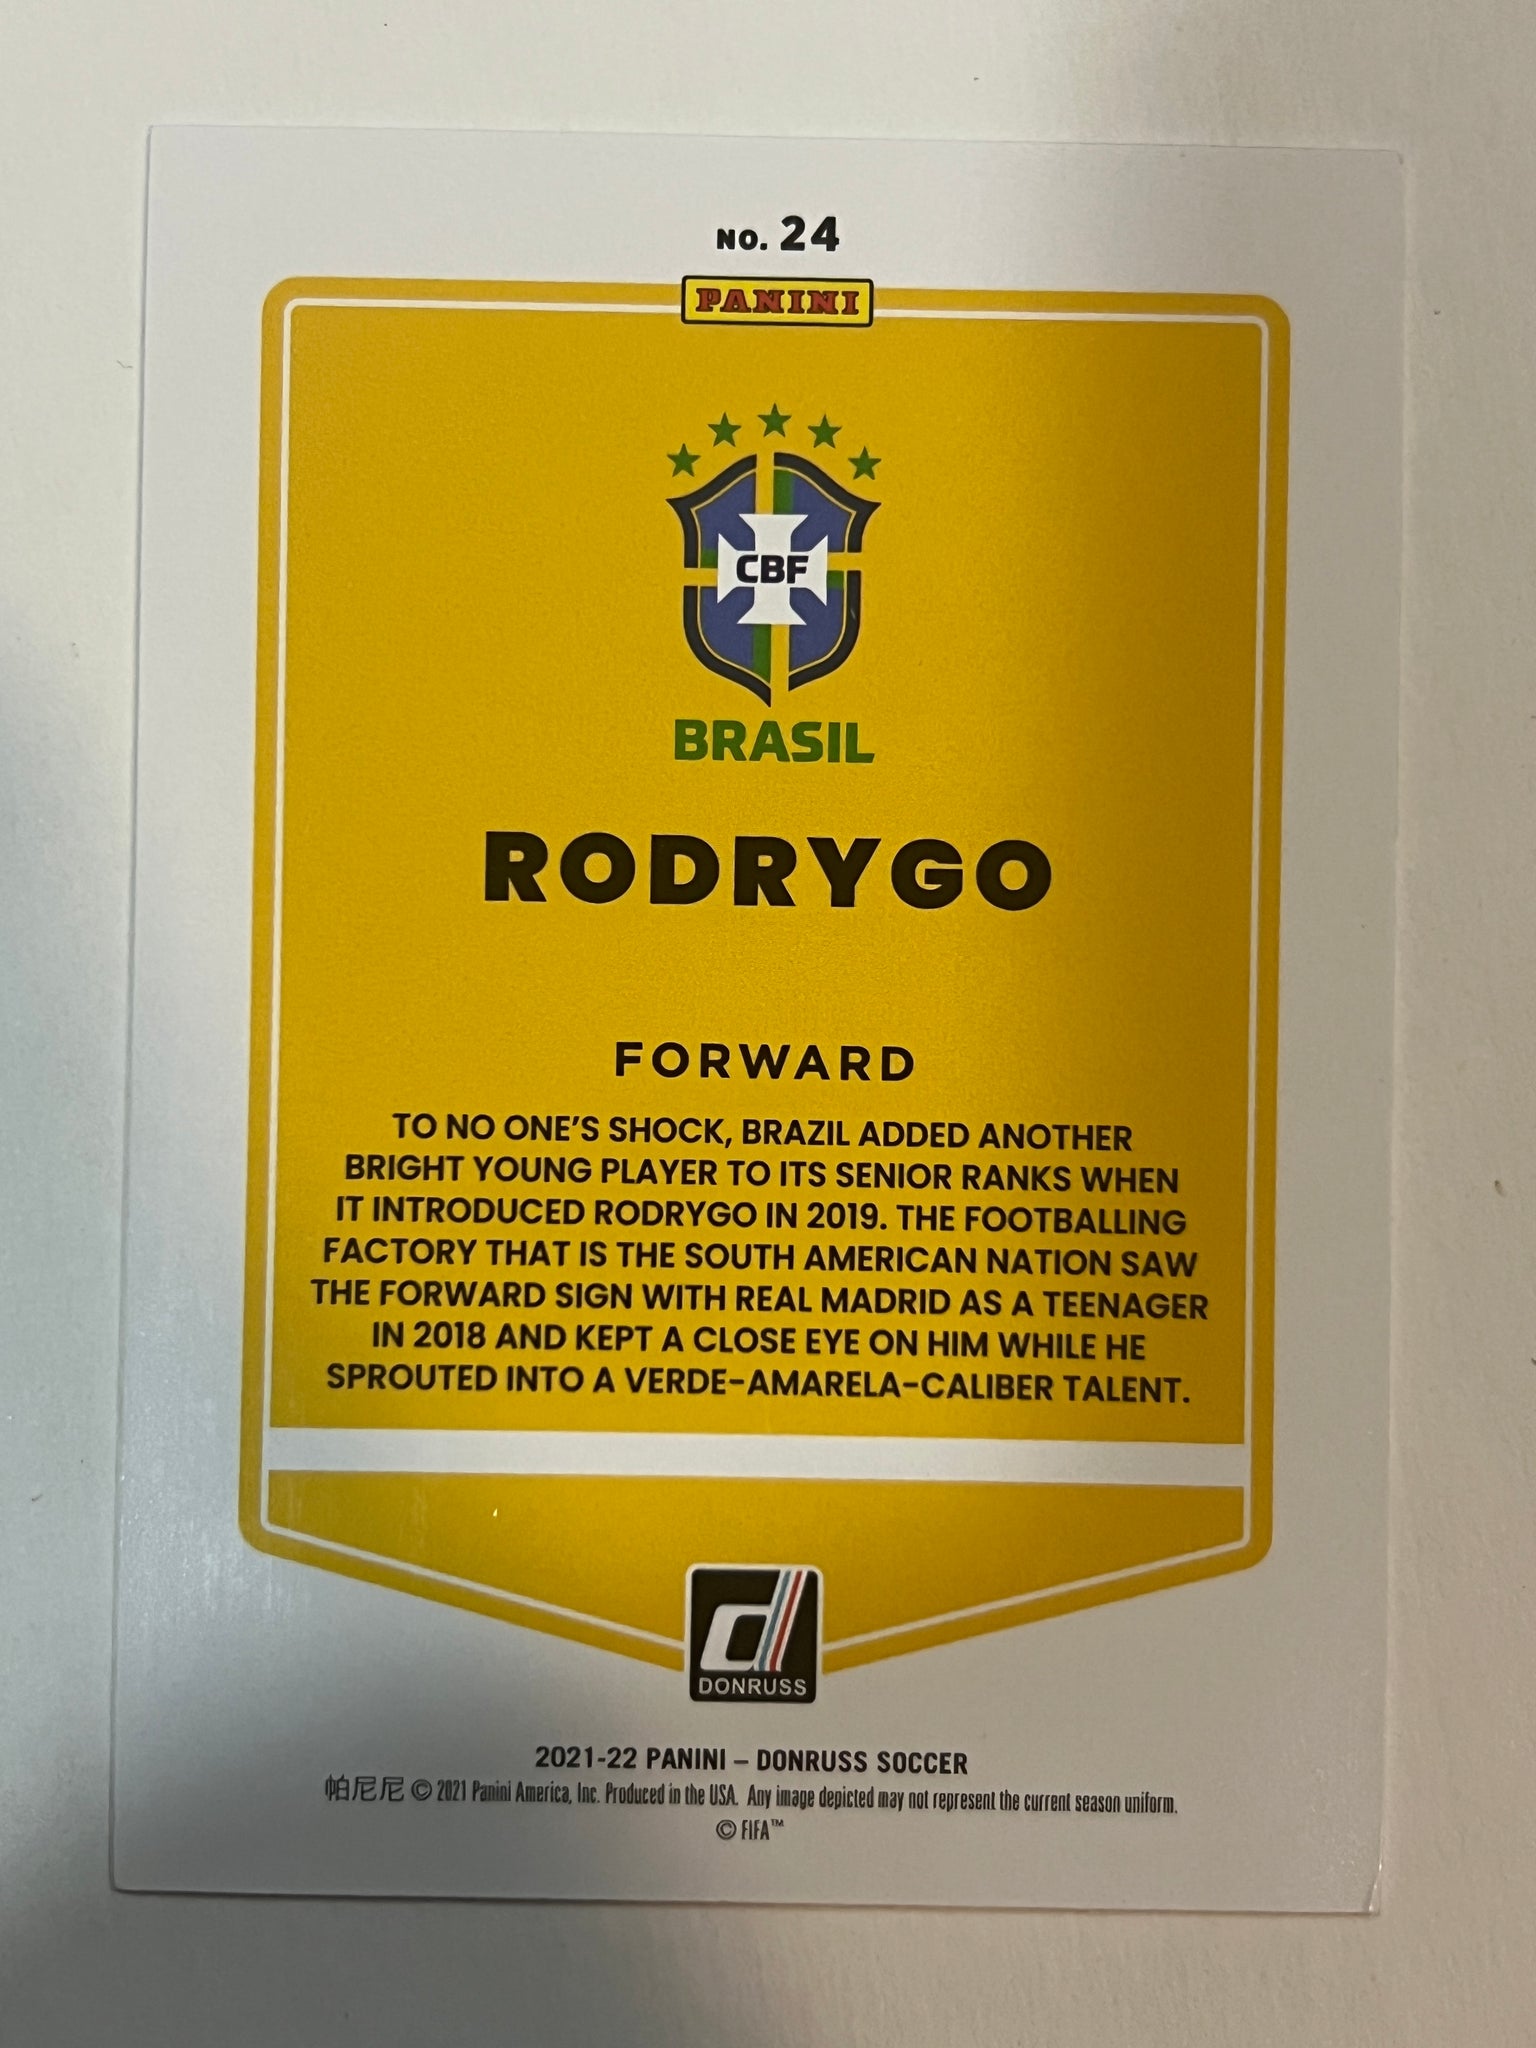 NO. 24
PANINI
CBF
BRASIL
RODRYGO
FORWARD
TO NO ONE'S SHOCK, BRAZIL ADDED ANOTHER
BRIGHT YOUNG PLAYER TO ITS SENIOR RANKS WHEN
IT INTRODUCED RODRYGO IN 2019. THE FOOTBALLING
FACTORY THAT IS THE SOUTH AMERICAN NATION SAW
THE FORWARD SIGN WITH REAL MADRID AS A TEENAGER
IN 2018 AND KEPT A CLOSE EYE ON HIM WHILE HE
SPROUTED INTO A VERDE-AMARELA-CALIBER TALENT.
d
DONRUSS
2021-22 PANINI – DONRUSS SOCCER
帕尼尼 © 2021 Panini America, Inc. Produced in the USA. Any image depicted may not represent the current season uniform.
© FIFA™